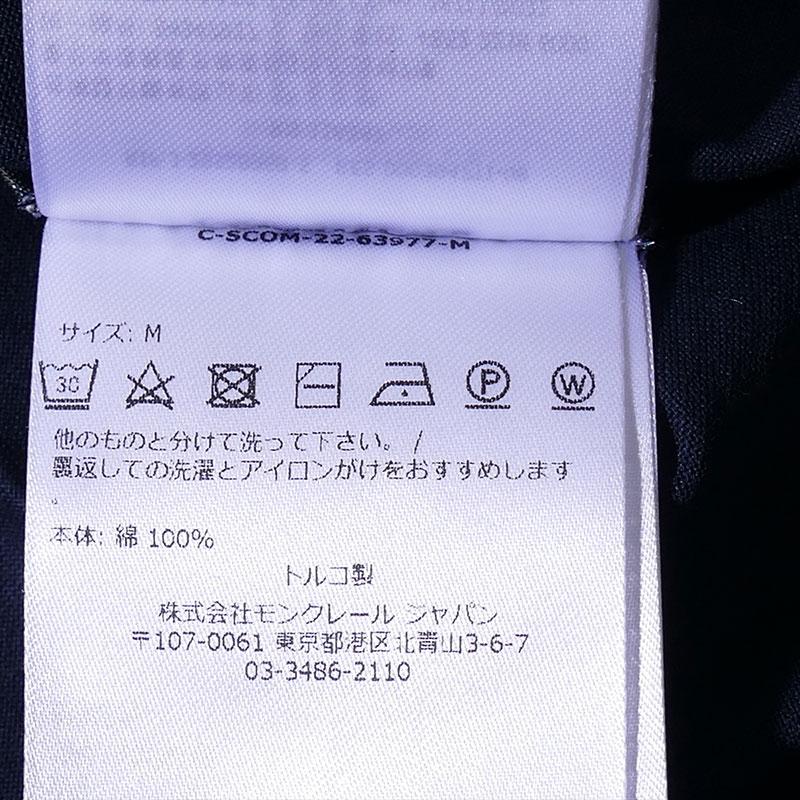 C-SCOM-22-63977-M
サイズ: M
30 P W
他のものと分けて洗って下さい。 /
裏返しての洗濯とアイロンがけをおすすめします
。
本体: 綿 100%
トルコ製
株式会社モンクレール ジャパン
〒107-0061 東京都港区北青山3-6-7
03-3486-2110